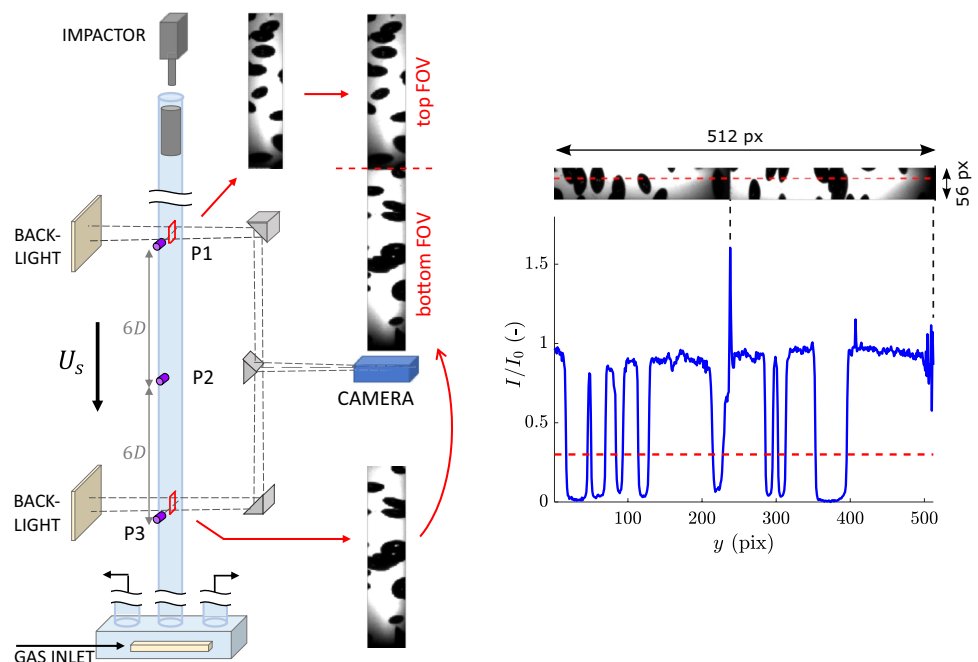 IMPACTOR
top FOV
bottom FOV
BACK-
LIGHT
P1
6D
U_S
P2
CAMERA
6D
BACK-
LIGHT
P3
GAS INLET
512 px
56 px
1.5
1
0.5
0
I/I_0 (-)
100
200
300
400
500
y (pix)